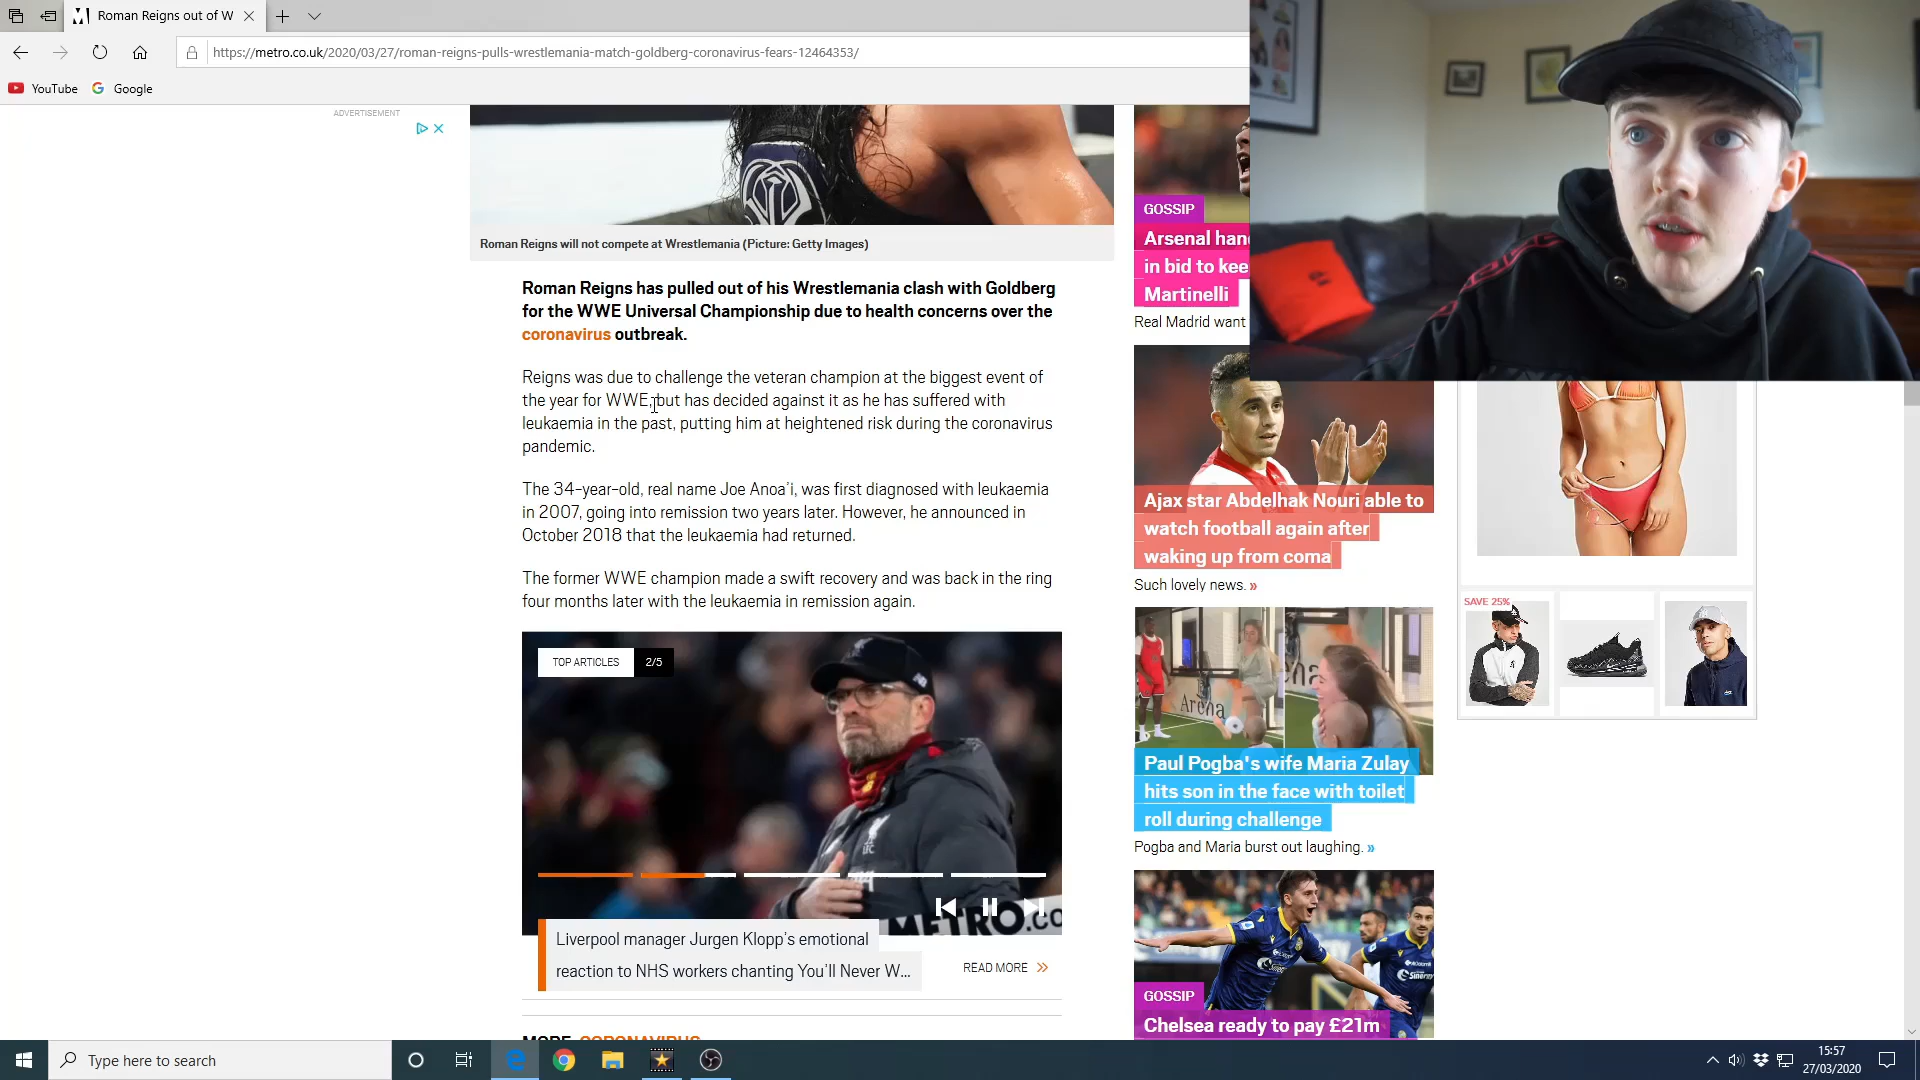 Roman Reigns out of W
https://metro.co.uk/2020/03/27/roman-reigns-pulls-wrestlemania-match-goldberg-coronavirus-fears-12464353/
YouTube
Google
ADVERTISEMENT
Roman Reigns will not compete at Wrestlemania (Picture: Getty Images)
Roman Reigns has pulled out of his Wrestlemania clash with Goldberg
for the WWE Universal Championship due to health concerns over the
coronavirus outbreak.
Reigns was due to challenge the veteran champion at the biggest event of
the year for WWE, but has decided against it as he has suffered with
leukaemia in the past, putting him at heightened risk during the coronavirus
pandemic.
The 34-year-old, real name Joe Anoa'i, was first diagnosed with leukaemia
in 2007, going into remission two years later. However, he announced in
October 2018 that the leukaemia had returned.
The former WWE champion made a swift recovery and was back in the ring
four months later with the leukaemia in remission again.
TOP ARTICLES 2/5
LFC
METRO.CO
Liverpool manager Jurgen Klopp's emotional
reaction to NHS workers chanting You'll Never W...
READ MORE »
MORE: CORONAVIRUS
GOSSIP
Arsenal han
in bid to kee
Martinelli
Real Madrid want
Ajax star Abdelhak Nouri able to
watch football again after
waking up from coma
Such lovely news. »
Arena
Paul Pogba's wife Maria Zulay
hits son in the face with toilet
roll during challenge
Pogba and Maria burst out laughing. »
GOSSIP
Chelsea ready to pay £21m
SAVE 25%
Type here to search
15:57
27/03/2020